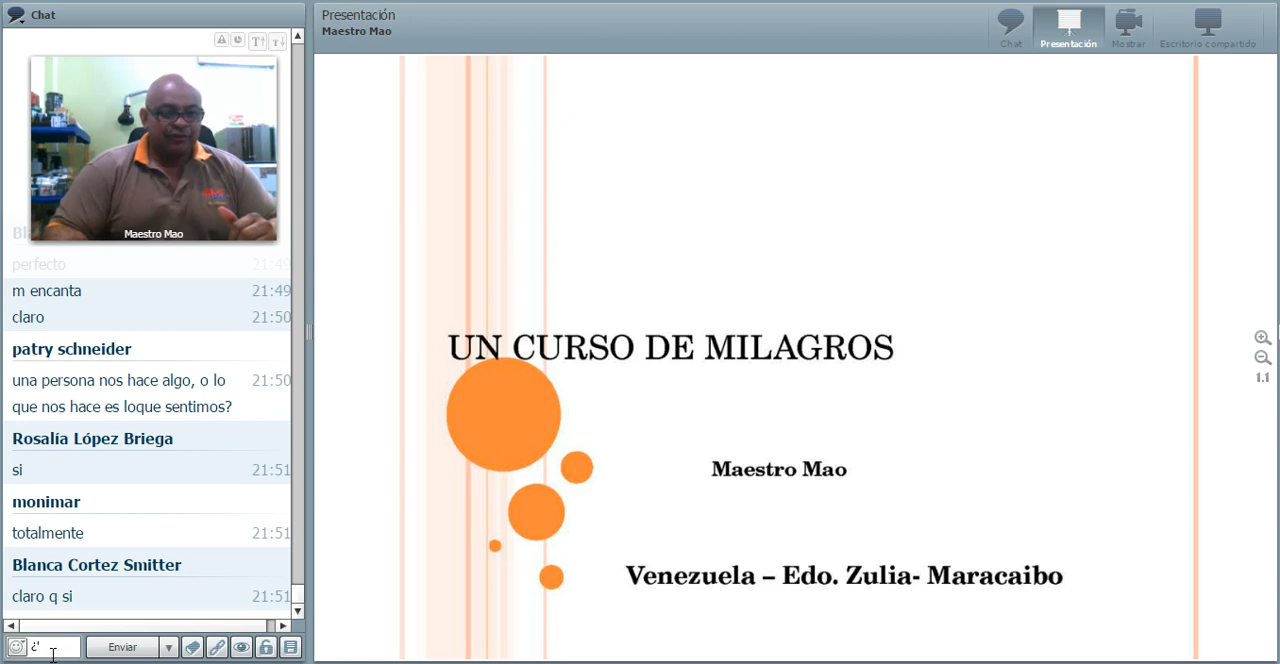 Chat
Maestro Mao
perfecto 21:49
m encanta 21:49
claro 21:50
patry schneider
una persona nos hace algo, o lo 21:50
que nos hace es loque sentimos?
Rosalía López Briega
si 21:51
monimar
totalmente 21:51
Blanca Cortez Smitter
claro q si 21:51
¿'
Enviar
Presentación
Maestro Mao
Chat
Presentación
Mostrar
Escritorio compartido
UN CURSO DE MILAGROS
Maestro Mao
Venezuela – Edo. Zulia- Maracaibo
1.1